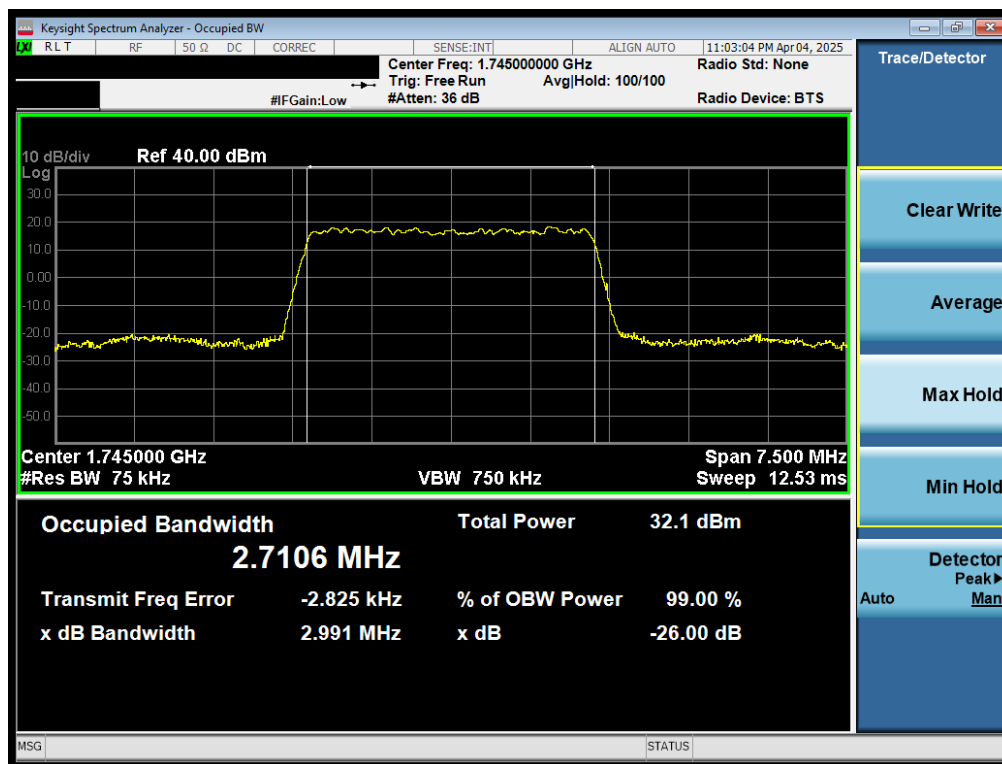 Keysight Spectrum Analyzer - Occupied BW
LXI RLT RF 50 Ω DC CORREC SENSE:INT ALIGN AUTO 11:03:04 PM Apr 04, 2025
Center Freq: 1.745000000 GHz Radio Std: None
Trig: Free Run Avg|Hold: 100/100
#IFGain:Low #Atten: 36 dB Radio Device: BTS
Trace/Detector
10 dB/div Ref 40.00 dBm
Log
30.0
20.0
10.0
0.00
-10.0
-20.0
-30.0
-40.0
-50.0
Center 1.745000 GHz Span 7.500 MHz
#Res BW 75 kHz VBW 750 kHz Sweep 12.53 ms
Occupied Bandwidth Total Power 32.1 dBm
2.7106 MHz
Transmit Freq Error -2.825 kHz % of OBW Power 99.00 %
x dB Bandwidth 2.991 MHz x dB -26.00 dB
Clear Write
Average
Max Hold
Min Hold
Detector
Peak▶
Auto Man
MSG STATUS